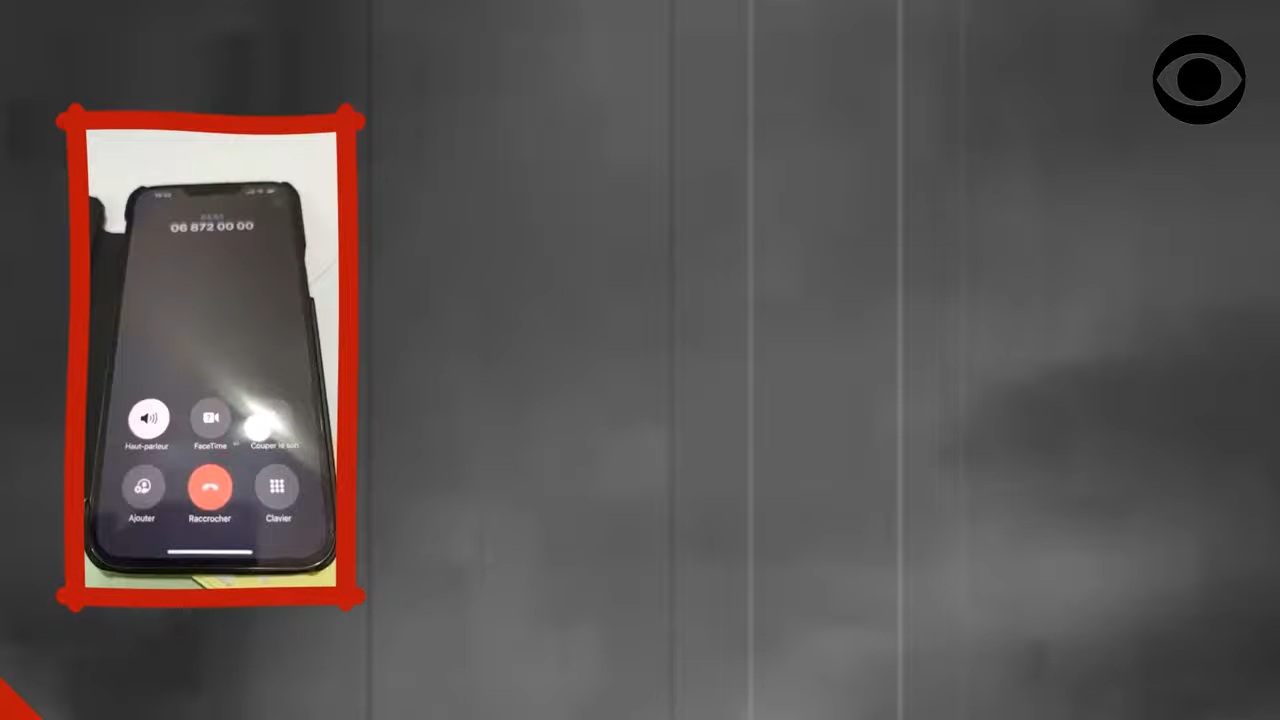 06 872 00 00
Haut-parleur
FaceTime
Couper le son
Ajouter
Raccrocher
Clavier